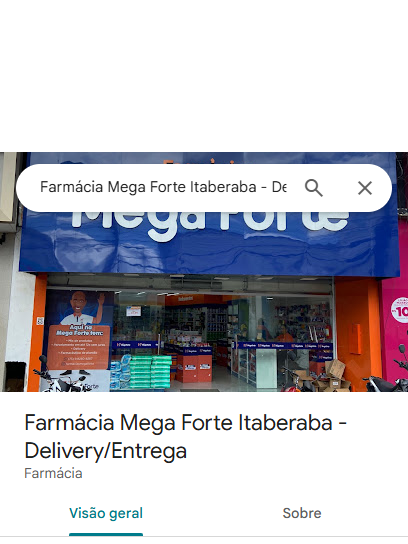 Farmácia Mega Forte Itaberaba - De
Mega Forte
Aqui na
Mega Forte tem:
10
Farmácia Mega Forte Itaberaba -
Delivery/Entrega
Farmácia
Visão geral
Sobre